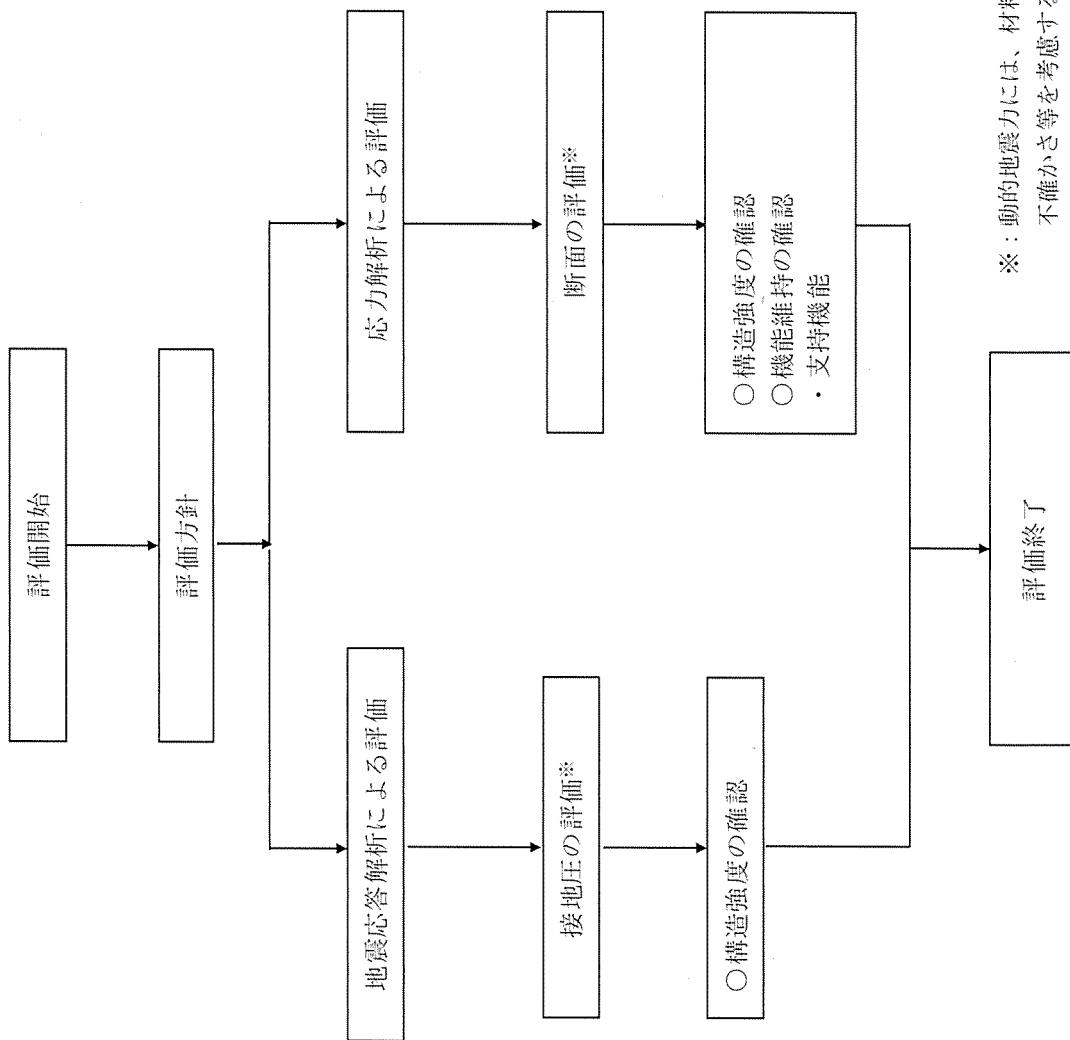 評価開始
評価方針
地震応答解析による評価
接地圧の評価※
○構造強度の確認
応力解析による評価
断面の評価※
○構造強度の確認
○機能維持の確認
・支持機能
評価終了
※：動的地震力には、材料
不確かさ等を考慮する